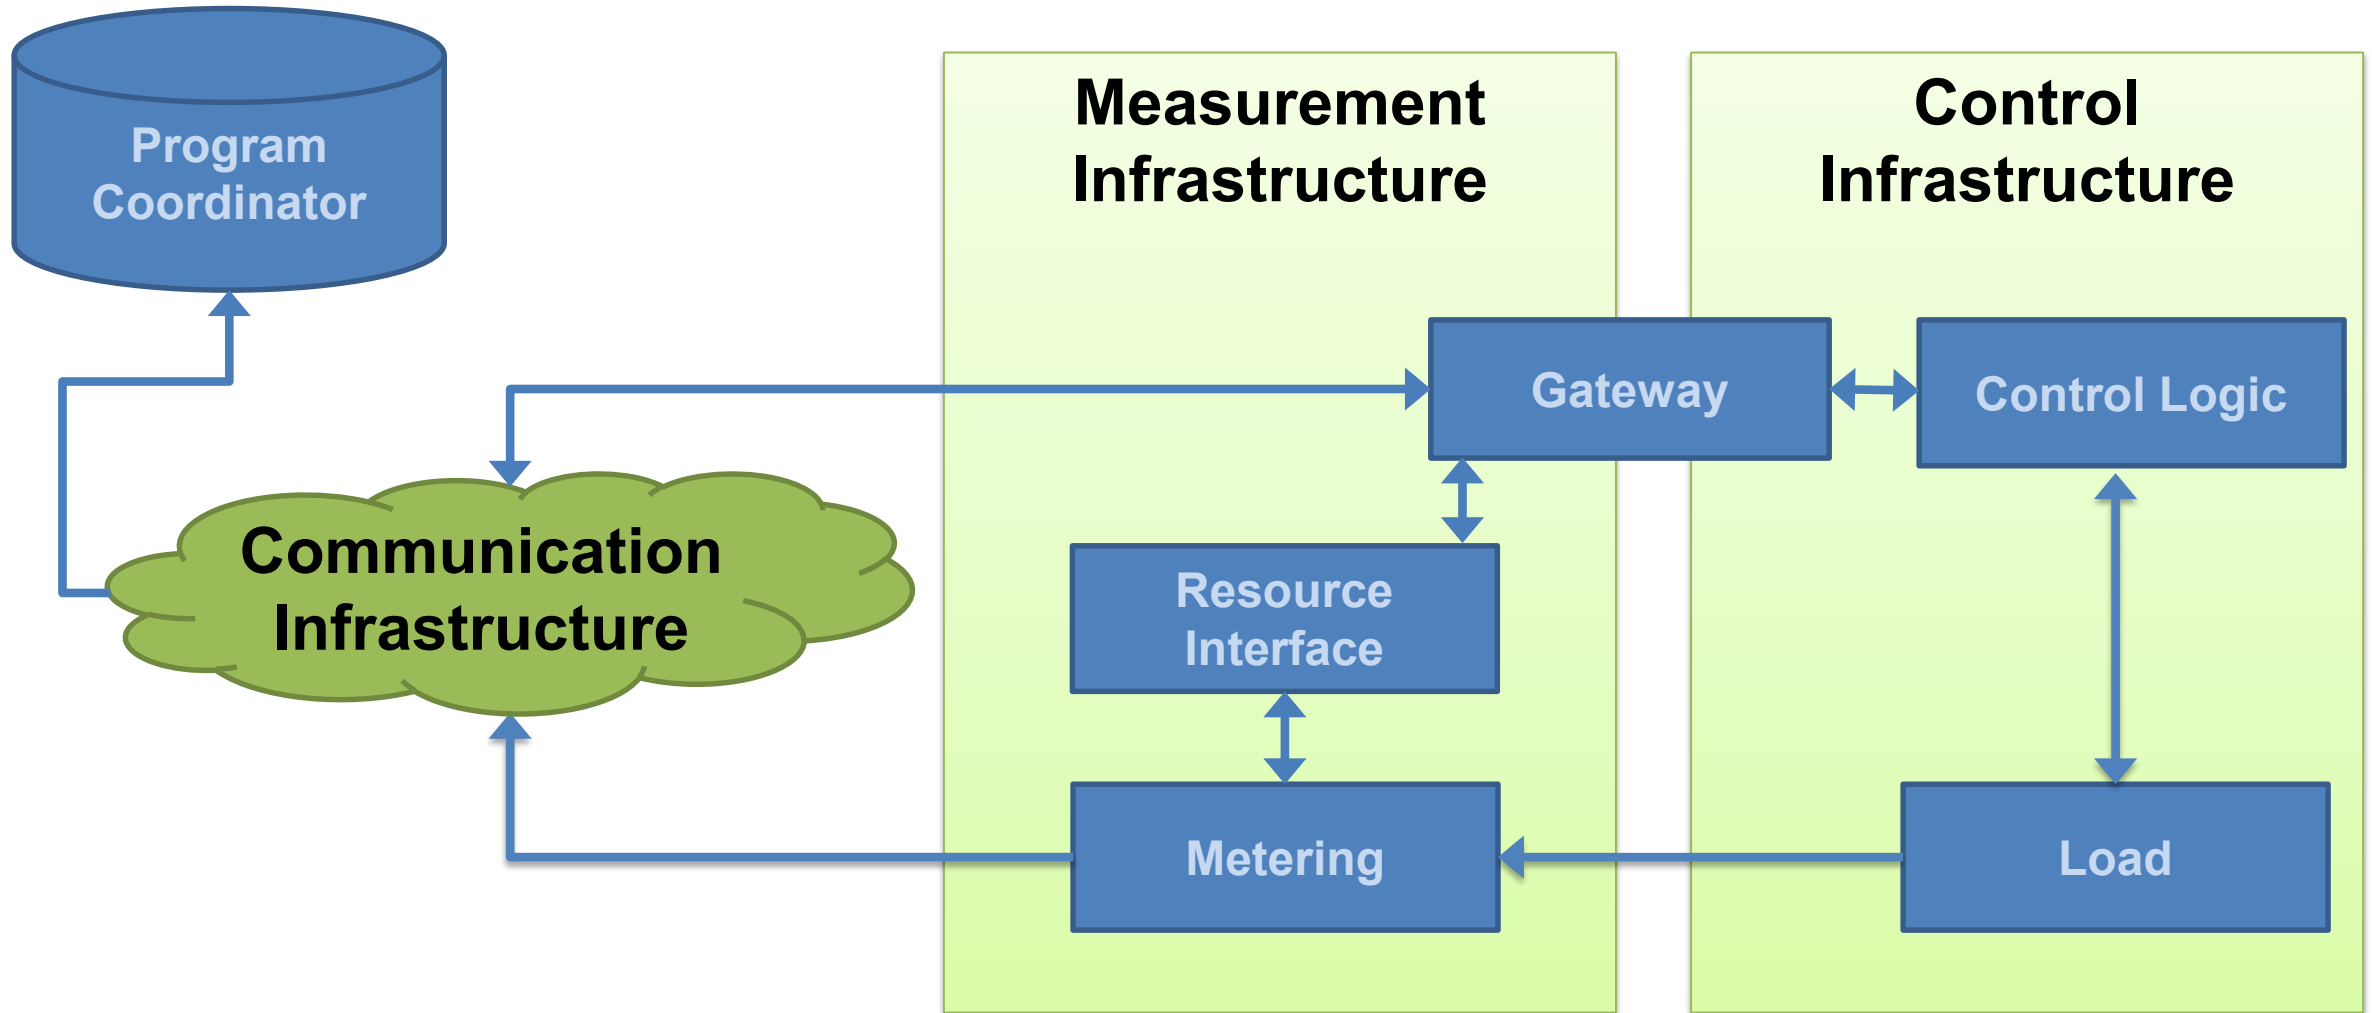 Program
Coordinator
Measurement
Infrastructure
Control
Infrastructure
Gateway
Control Logic
Communication
Infrastructure
Resource
Interface
Metering
Load